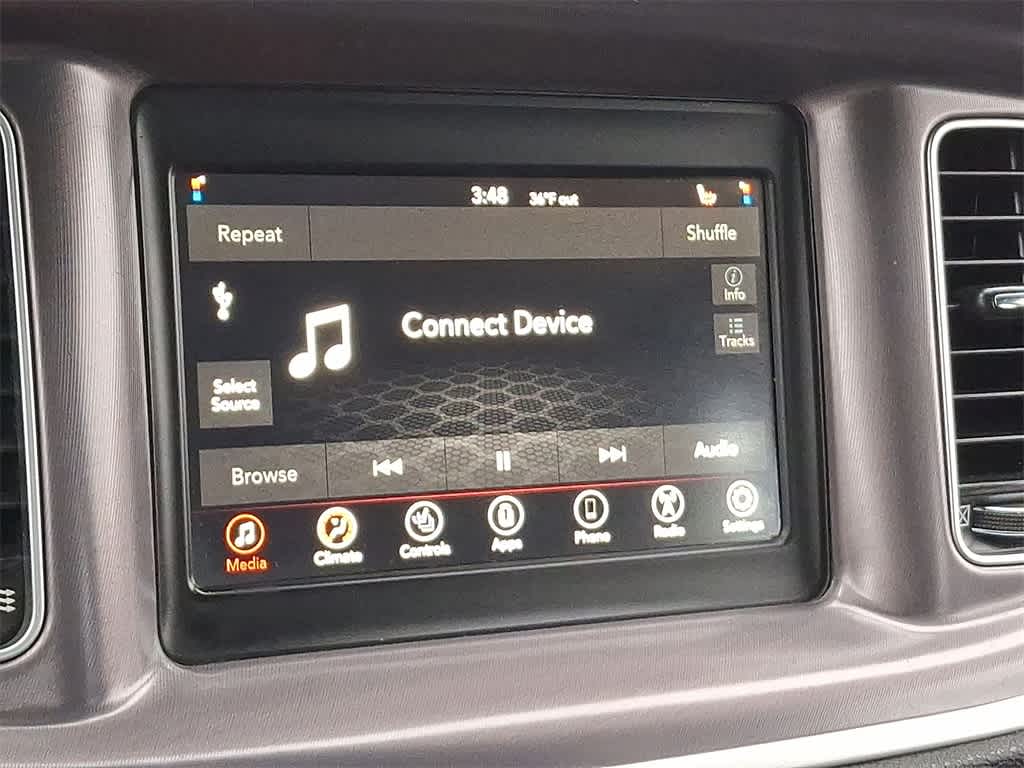 3:48 36°F out
Repeat
Shuffle
Info
Connect Device
Tracks
Select
Source
Browse
Audio
Media
Climate
Controls
Apps
Phone
Radio
Settings